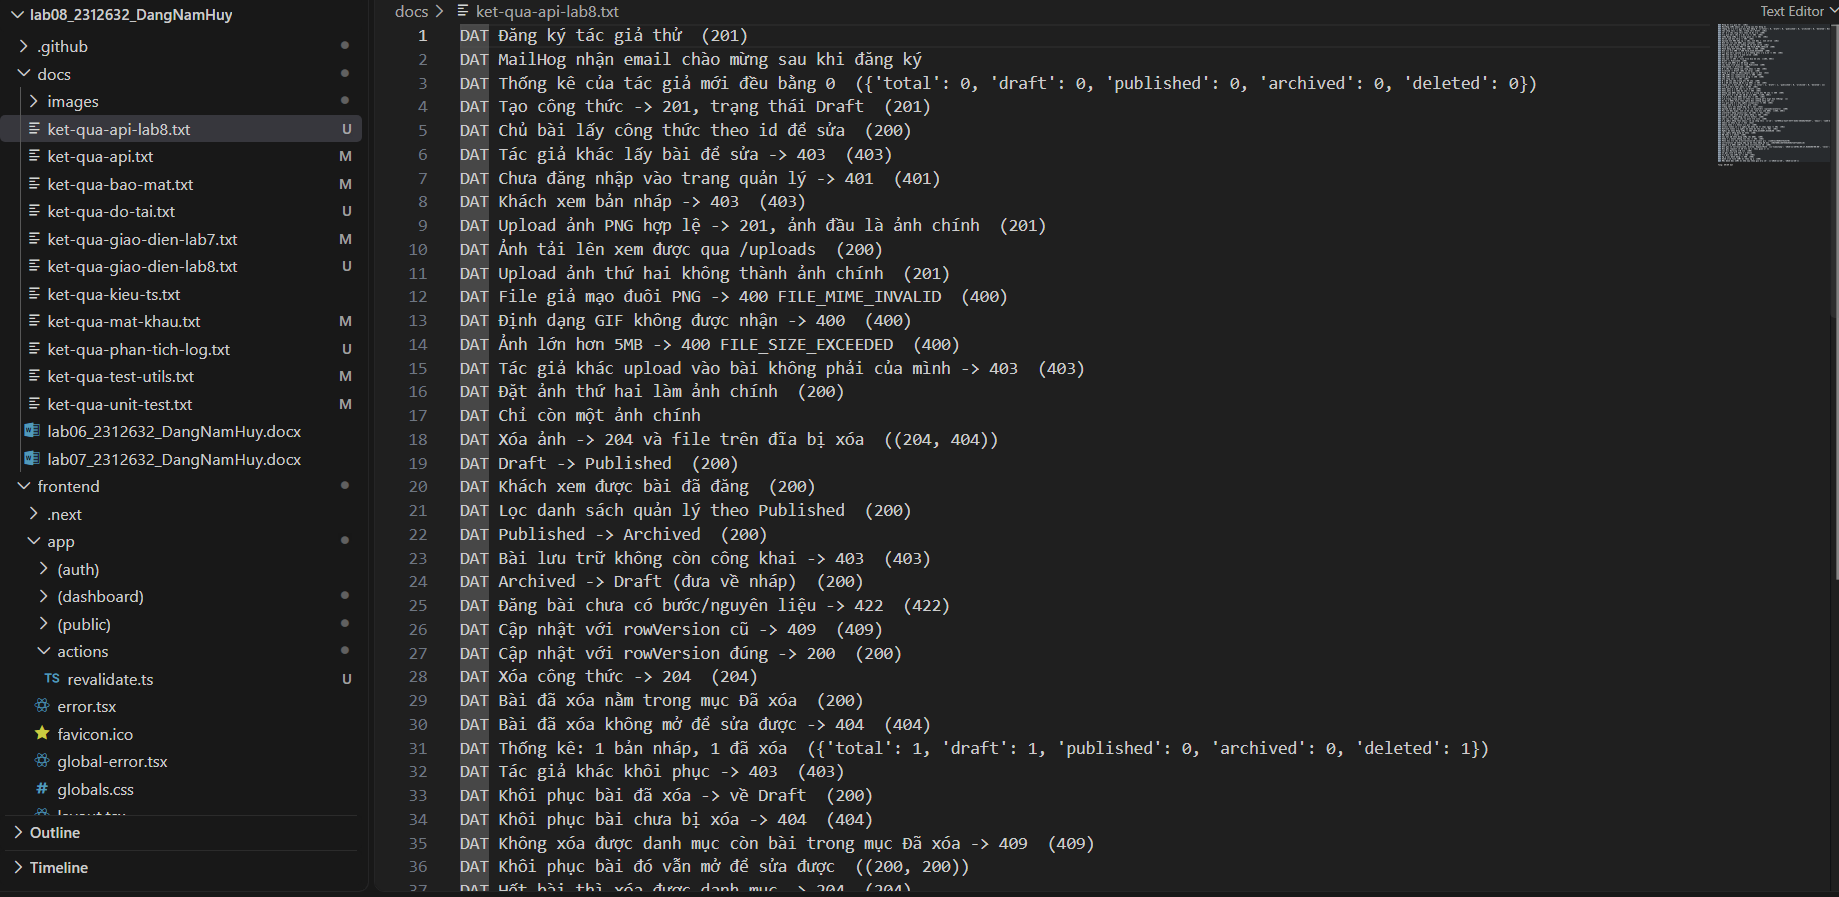 lab08_2312632_DangNamHuy
.github
docs
images
ket-qua-api-lab8.txt U
ket-qua-api.txt M
ket-qua-bao-mat.txt M
ket-qua-do-tai.txt U
ket-qua-giao-dien-lab7.txt M
ket-qua-giao-dien-lab8.txt U
ket-qua-kieu-ts.txt
ket-qua-mat-khau.txt M
ket-qua-phan-tich-log.txt U
ket-qua-test-utils.txt M
ket-qua-unit-test.txt M
lab06_2312632_DangNamHuy.docx
lab07_2312632_DangNamHuy.docx
frontend
.next
app
(auth)
(dashboard)
(public)
actions
TS revalidate.ts U
error.tsx
favicon.ico
global-error.tsx
# globals.css
layout.tsx
Outline
Timeline
docs > ket-qua-api-lab8.txt
Text Editor
1 DAT Đăng ký tác giả thử (201)
2 DAT MailHog nhận email chào mừng sau khi đăng ký
3 DAT Thống kê của tác giả mới đều bằng 0 ({'total': 0, 'draft': 0, 'published': 0, 'archived': 0, 'deleted': 0})
4 DAT Tạo công thức -> 201, trạng thái Draft (201)
5 DAT Chủ bài lấy công thức theo id để sửa (200)
6 DAT Tác giả khác lấy bài để sửa -> 403 (403)
7 DAT Chưa đăng nhập vào trang quản lý -> 401 (401)
8 DAT Khách xem bản nháp -> 403 (403)
9 DAT Upload ảnh PNG hợp lệ -> 201, ảnh đầu là ảnh chính (201)
10 DAT Ảnh tải lên xem được qua /uploads (200)
11 DAT Upload ảnh thứ hai không thành ảnh chính (201)
12 DAT File giả mạo đuôi PNG -> 400 FILE_MIME_INVALID (400)
13 DAT Định dạng GIF không được nhận -> 400 (400)
14 DAT Ảnh lớn hơn 5MB -> 400 FILE_SIZE_EXCEEDED (400)
15 DAT Tác giả khác upload vào bài không phải của mình -> 403 (403)
16 DAT Đặt ảnh thứ hai làm ảnh chính (200)
17 DAT Chỉ còn một ảnh chính
18 DAT Xóa ảnh -> 204 và file trên đĩa bị xóa ((204, 404))
19 DAT Draft -> Published (200)
20 DAT Khách xem được bài đã đăng (200)
21 DAT Lọc danh sách quản lý theo Published (200)
22 DAT Published -> Archived (200)
23 DAT Bài lưu trữ không còn công khai -> 403 (403)
24 DAT Archived -> Draft (đưa về nháp) (200)
25 DAT Đăng bài chưa có bước/nguyên liệu -> 422 (422)
26 DAT Cập nhật với rowVersion cũ -> 409 (409)
27 DAT Cập nhật với rowVersion đúng -> 200 (200)
28 DAT Xóa công thức -> 204 (204)
29 DAT Bài đã xóa nằm trong mục Đã xóa (200)
30 DAT Bài đã xóa không mở để sửa được -> 404 (404)
31 DAT Thống kê: 1 bản nháp, 1 đã xóa ({'total': 1, 'draft': 1, 'published': 0, 'archived': 0, 'deleted': 1})
32 DAT Tác giả khác khôi phục -> 403 (403)
33 DAT Khôi phục bài đã xóa -> về Draft (200)
34 DAT Khôi phục bài chưa bị xóa -> 404 (404)
35 DAT Không xóa được danh mục còn bài trong mục Đã xóa -> 409 (409)
36 DAT Khôi phục bài đó vẫn mở để sửa được ((200, 200))
37 DAT Hết bài thì xóa được danh mục -> 204 (204)